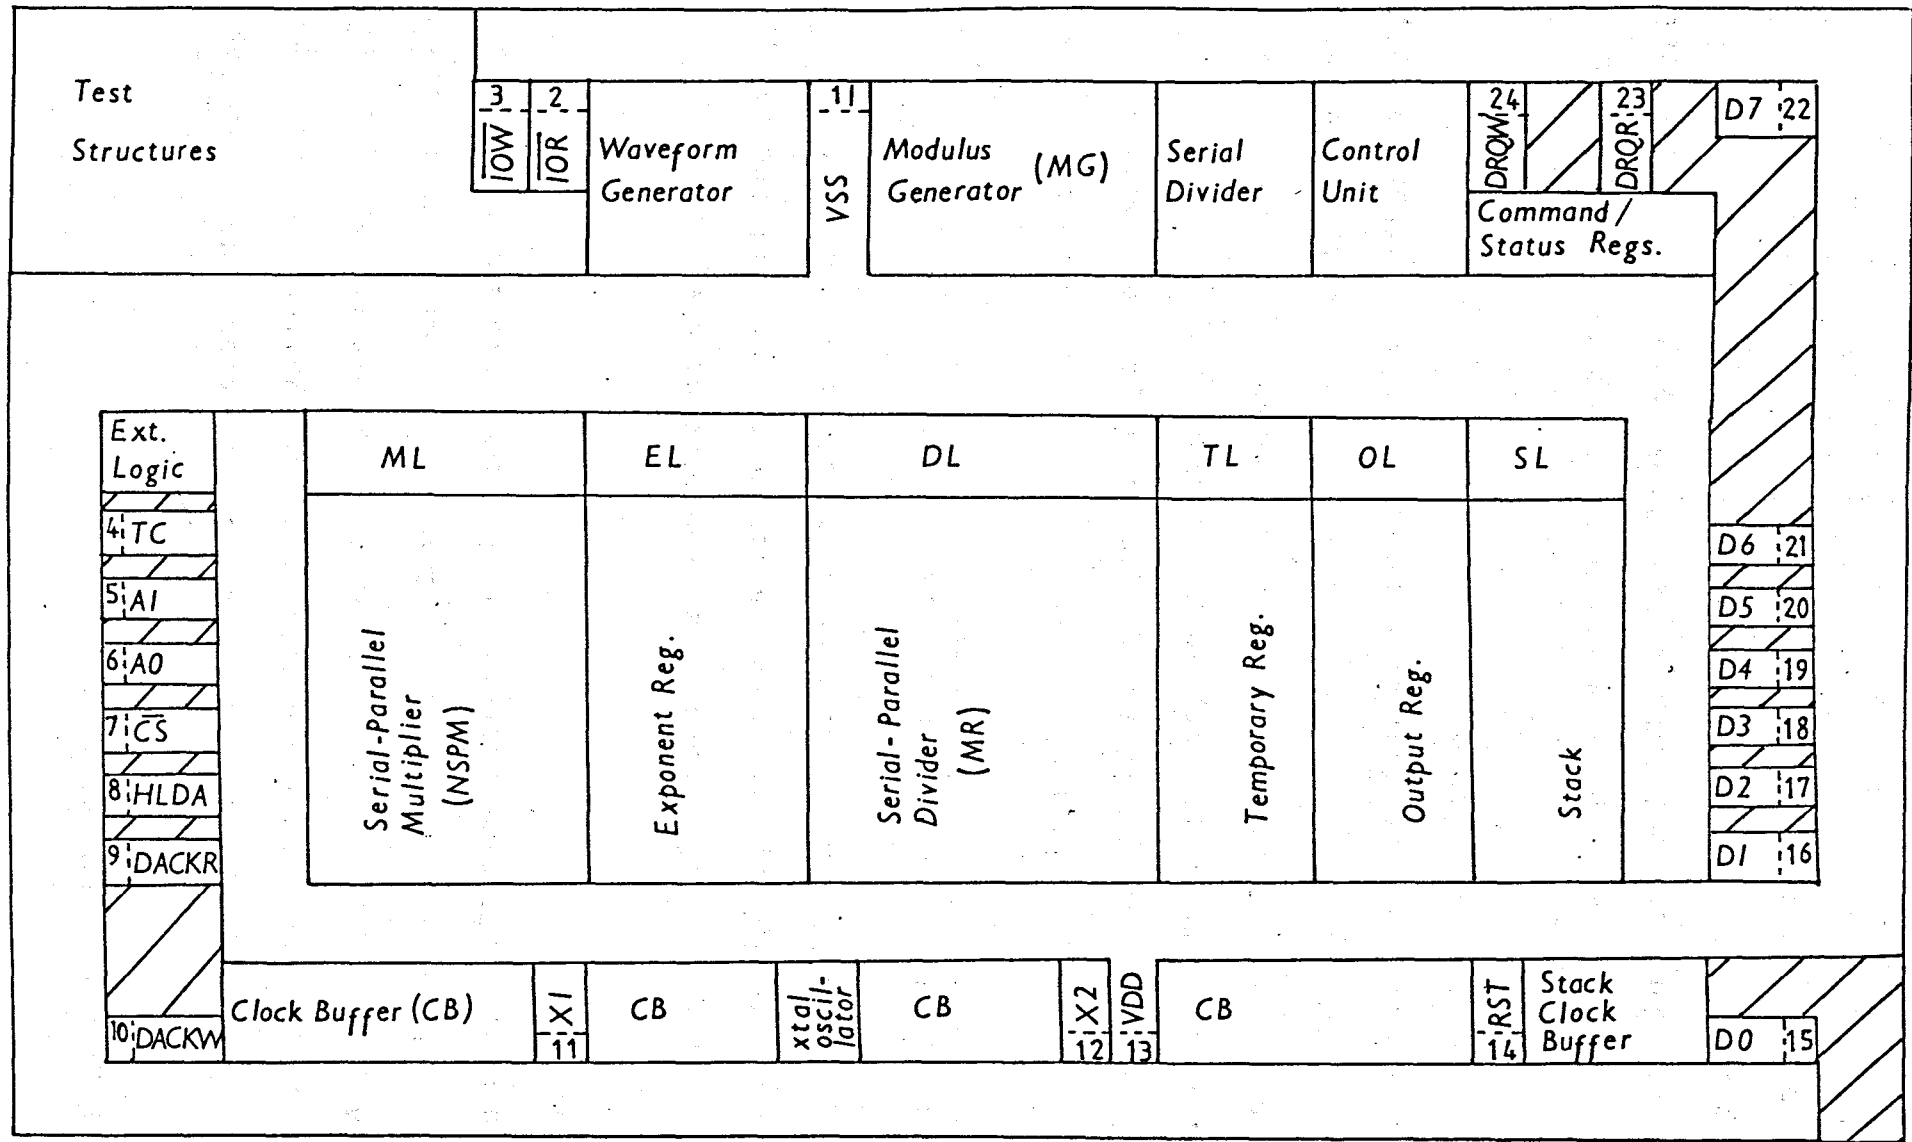 Test
Structures
3
I̅O̅W̅
2
I̅O̅R̅
Waveform
Generator
1
VSS
Modulus
Generator (MG)
Serial
Divider
Control
Unit
24
DRQW
23
DRQR
D7 22
Command/
Status Regs.
Ext.
Logic
4 TC
5 A1
6 A0
7 C̅S̅
8 HLDA
9 DACKR
10 DACKW
ML
EL
DL
TL
OL
SL
Serial-Parallel
Multiplier
(NSPM)
Exponent Reg.
Serial-Parallel
Divider
(MR)
Temporary Reg.
Output Reg.
Stack
D6 21
D5 20
D4 19
D3 18
D2 17
D1 16
Clock Buffer (CB)
X1
11
CB
xtal
oscil-
lator
CB
X2
12
VDD
13
CB
RST
14
Stack
Clock
Buffer
D0 15